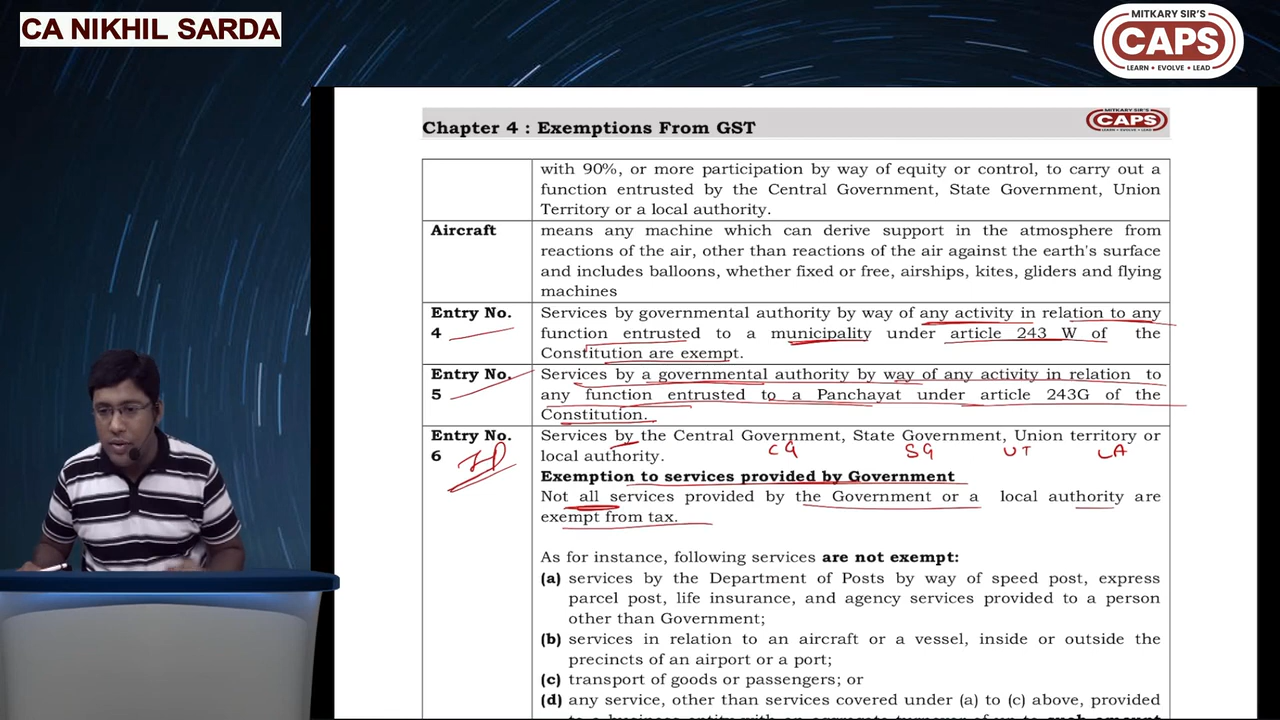 CA NIKHIL SARDA
MITKARY SIR'S
CAPS
LEARN • EVOLVE • LEAD
Chapter 4 : Exemptions From GST
MITKARY SIR'S
CAPS
LEARN • EVOLVE • LEAD
with 90%, or more participation by way of equity or control, to carry out a
function entrusted by the Central Government, State Government, Union
Territory or a local authority.
Aircraft
means any machine which can derive support in the atmosphere from
reactions of the air, other than reactions of the air against the earth's surface
and includes balloons, whether fixed or free, airships, kites, gliders and flying
machines
Entry No.
4
Services by governmental authority by way of any activity in relation to any
function entrusted to a municipality under article 243 W of the
Constitution are exempt.
Entry No.
5
Services by a governmental authority by way of any activity in relation to
any function entrusted to a Panchayat under article 243G of the
Constitution.
Entry No.
6
Services by the Central Government, State Government, Union territory or
local authority.
CG SG UT LA
Exemption to services provided by Government
Not all services provided by the Government or a local authority are
exempt from tax.
As for instance, following services are not exempt:
(a) services by the Department of Posts by way of speed post, express
parcel post, life insurance, and agency services provided to a person
other than Government;
(b) services in relation to an aircraft or a vessel, inside or outside the
precincts of an airport or a port;
(c) transport of goods or passengers; or
(d) any service, other than services covered under (a) to (c) above, provided